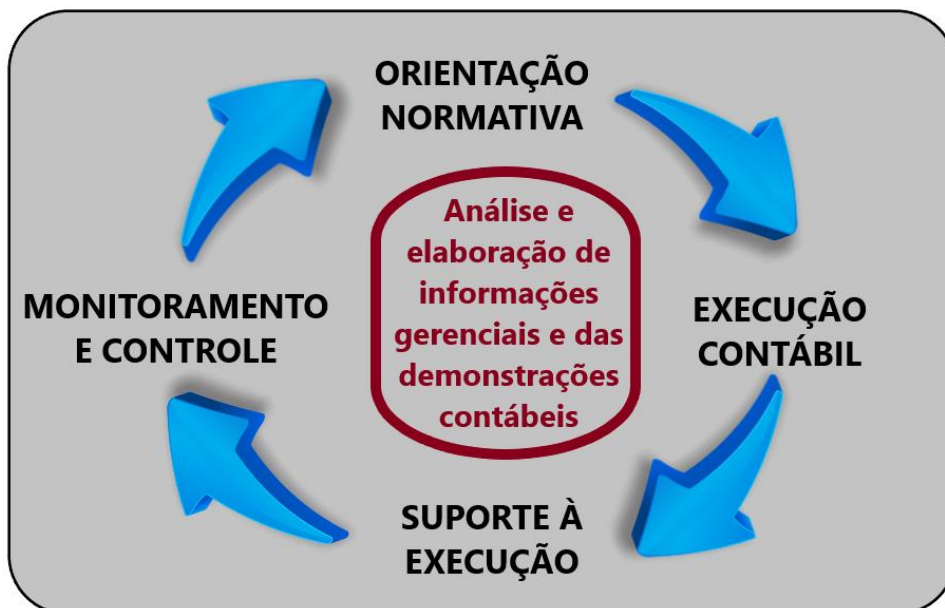 ORIENTAÇÃO
NORMATIVA
Análise e
elaboração de
informações
gerenciais e das
demonstrações
contábeis
MONITORAMENTO
E CONTROLE
EXECUÇÃO
CONTÁBIL
SUPORTE À
EXECUÇÃO